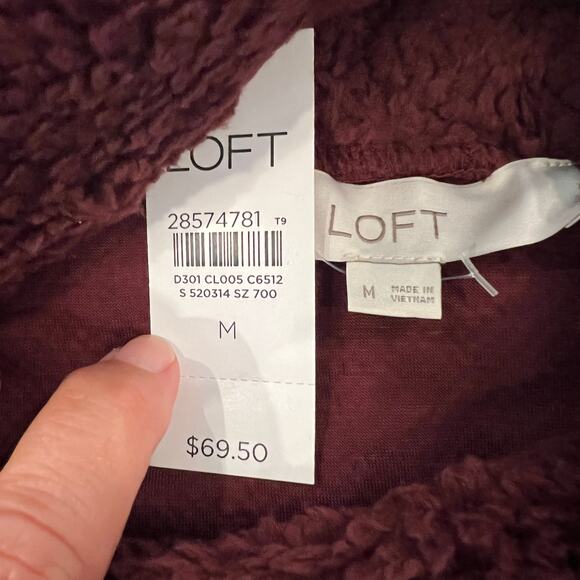 LOFT
28574781 T9
D301 CL005 C6512
S 520314 SZ 700
M
$69.50
LOFT
M MADE IN
VIETNAM